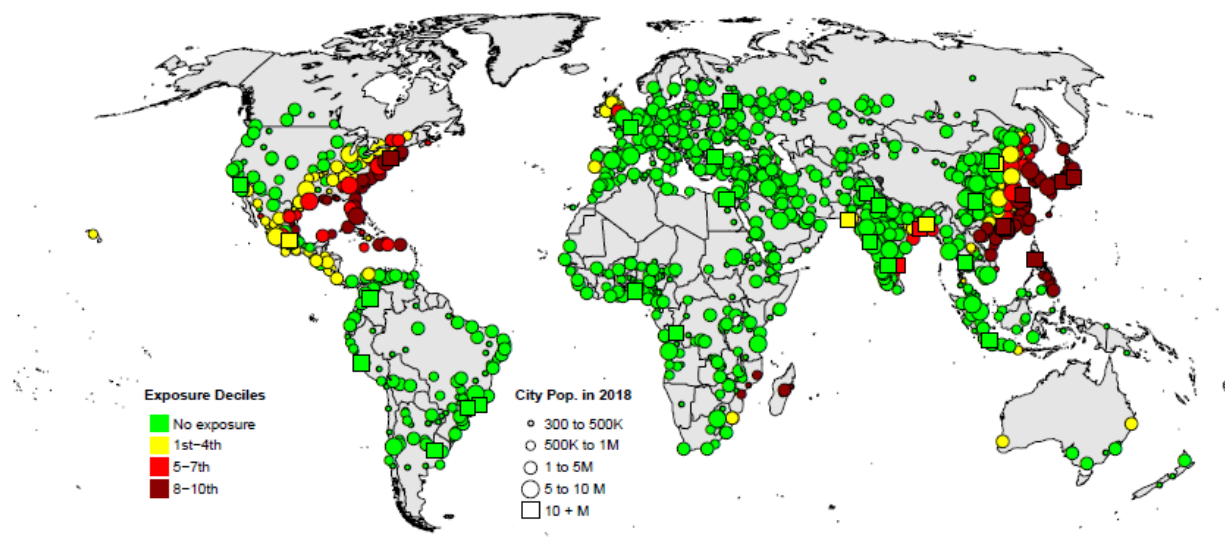 Exposure Deciles
No exposure
1st−4th
5−7th
8−10th
City Pop. in 2018
300 to 500K
500K to 1M
1 to 5M
5 to 10 M
10 + M